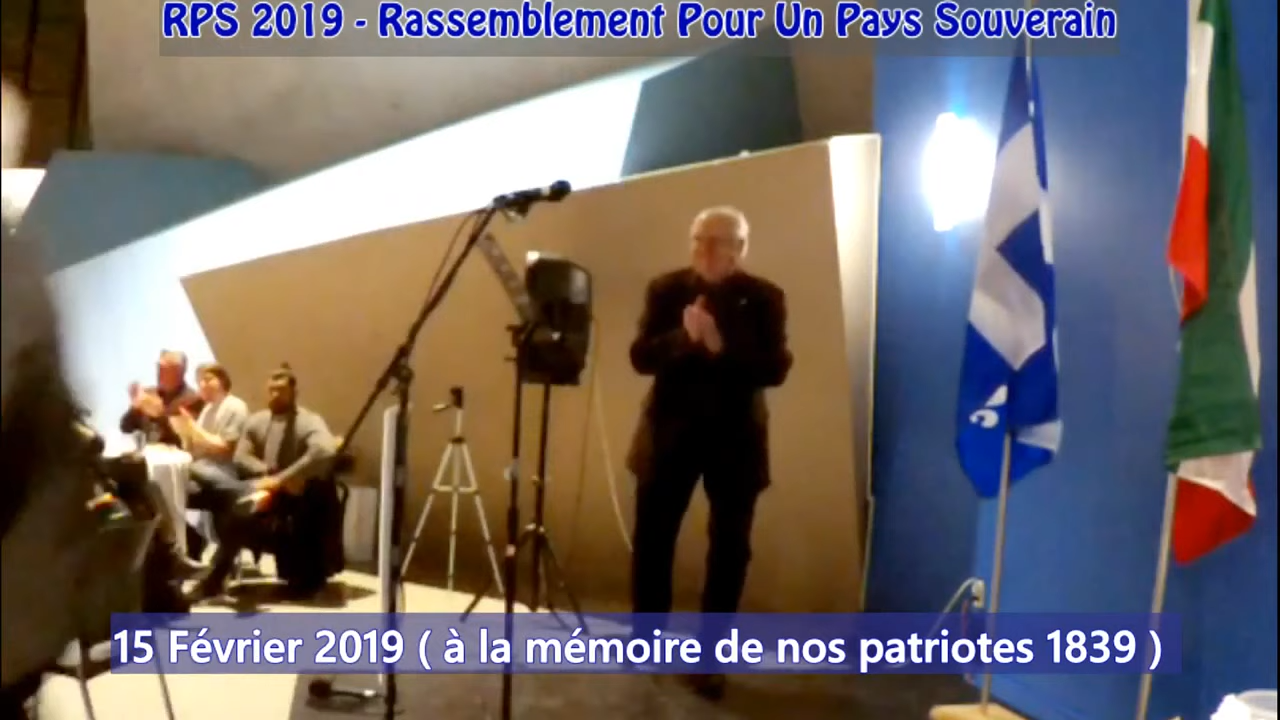 RPS 2019 - Rassemblement Pour Un Pays Souverain
15 Février 2019 ( à la mémoire de nos patriotes 1839 )